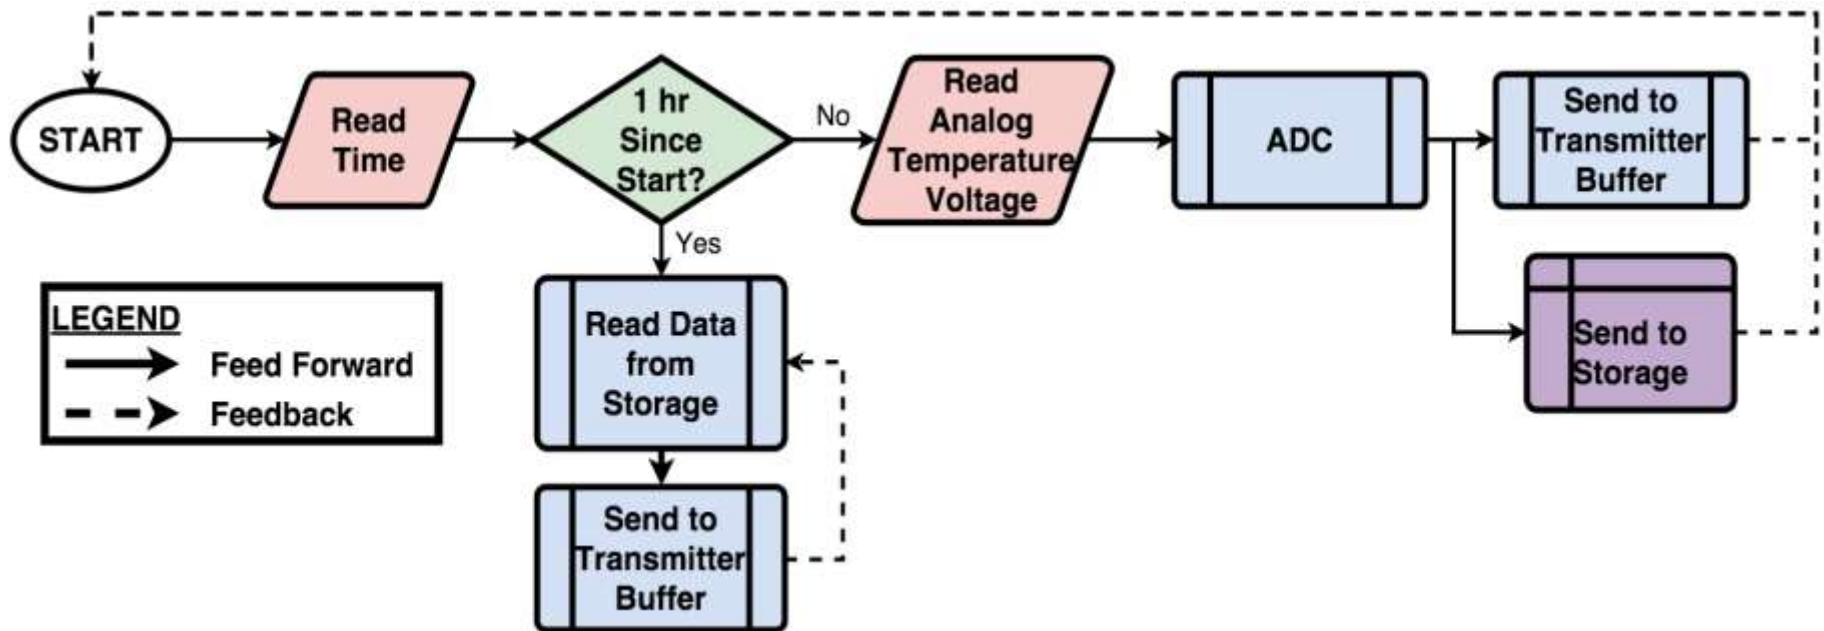 START
Read
Time
1 hr
Since
Start?
No
Read
Analog
Temperature
Voltage
ADC
Send to
Transmitter
Buffer
Yes
Send to
Storage
Read Data
from
Storage
Send to
Transmitter
Buffer
LEGEND
Feed Forward
Feedback